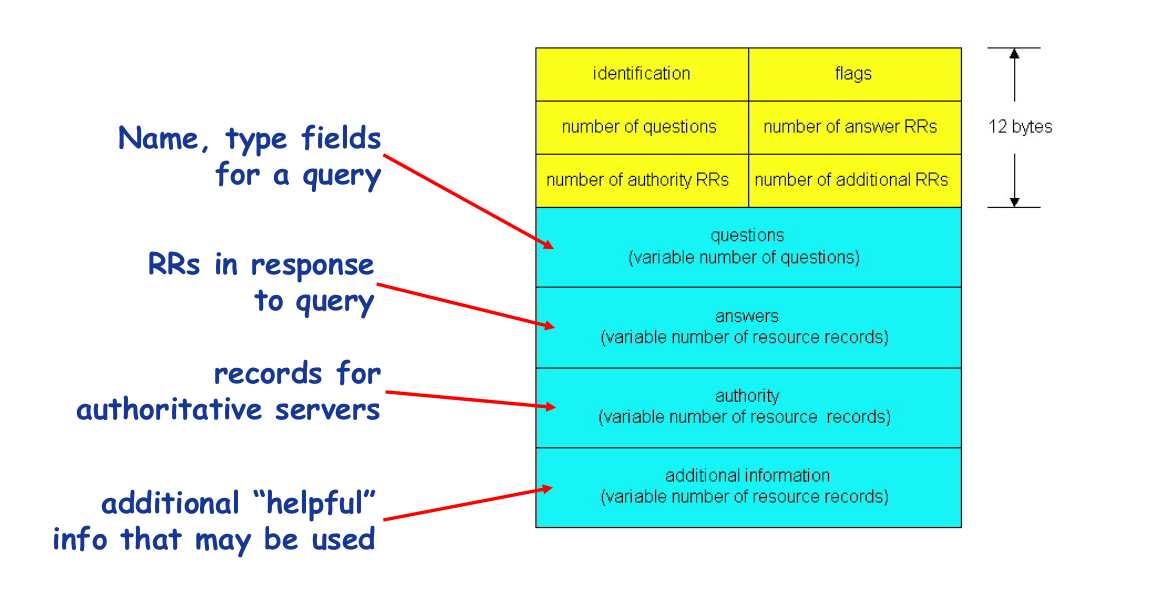 identification
flags
number of questions
number of answer RRs
12 bytes
number of authority RRs
number of additional RRs
Name, type fields
for a query
questions
(variable number of questions)
RRs in response
to query
answers
(variable number of resource records)
records for
authoritative servers
authority
(variable number of resource records)
additional “helpful”
info that may be used
additional information
(variable number of resource records)